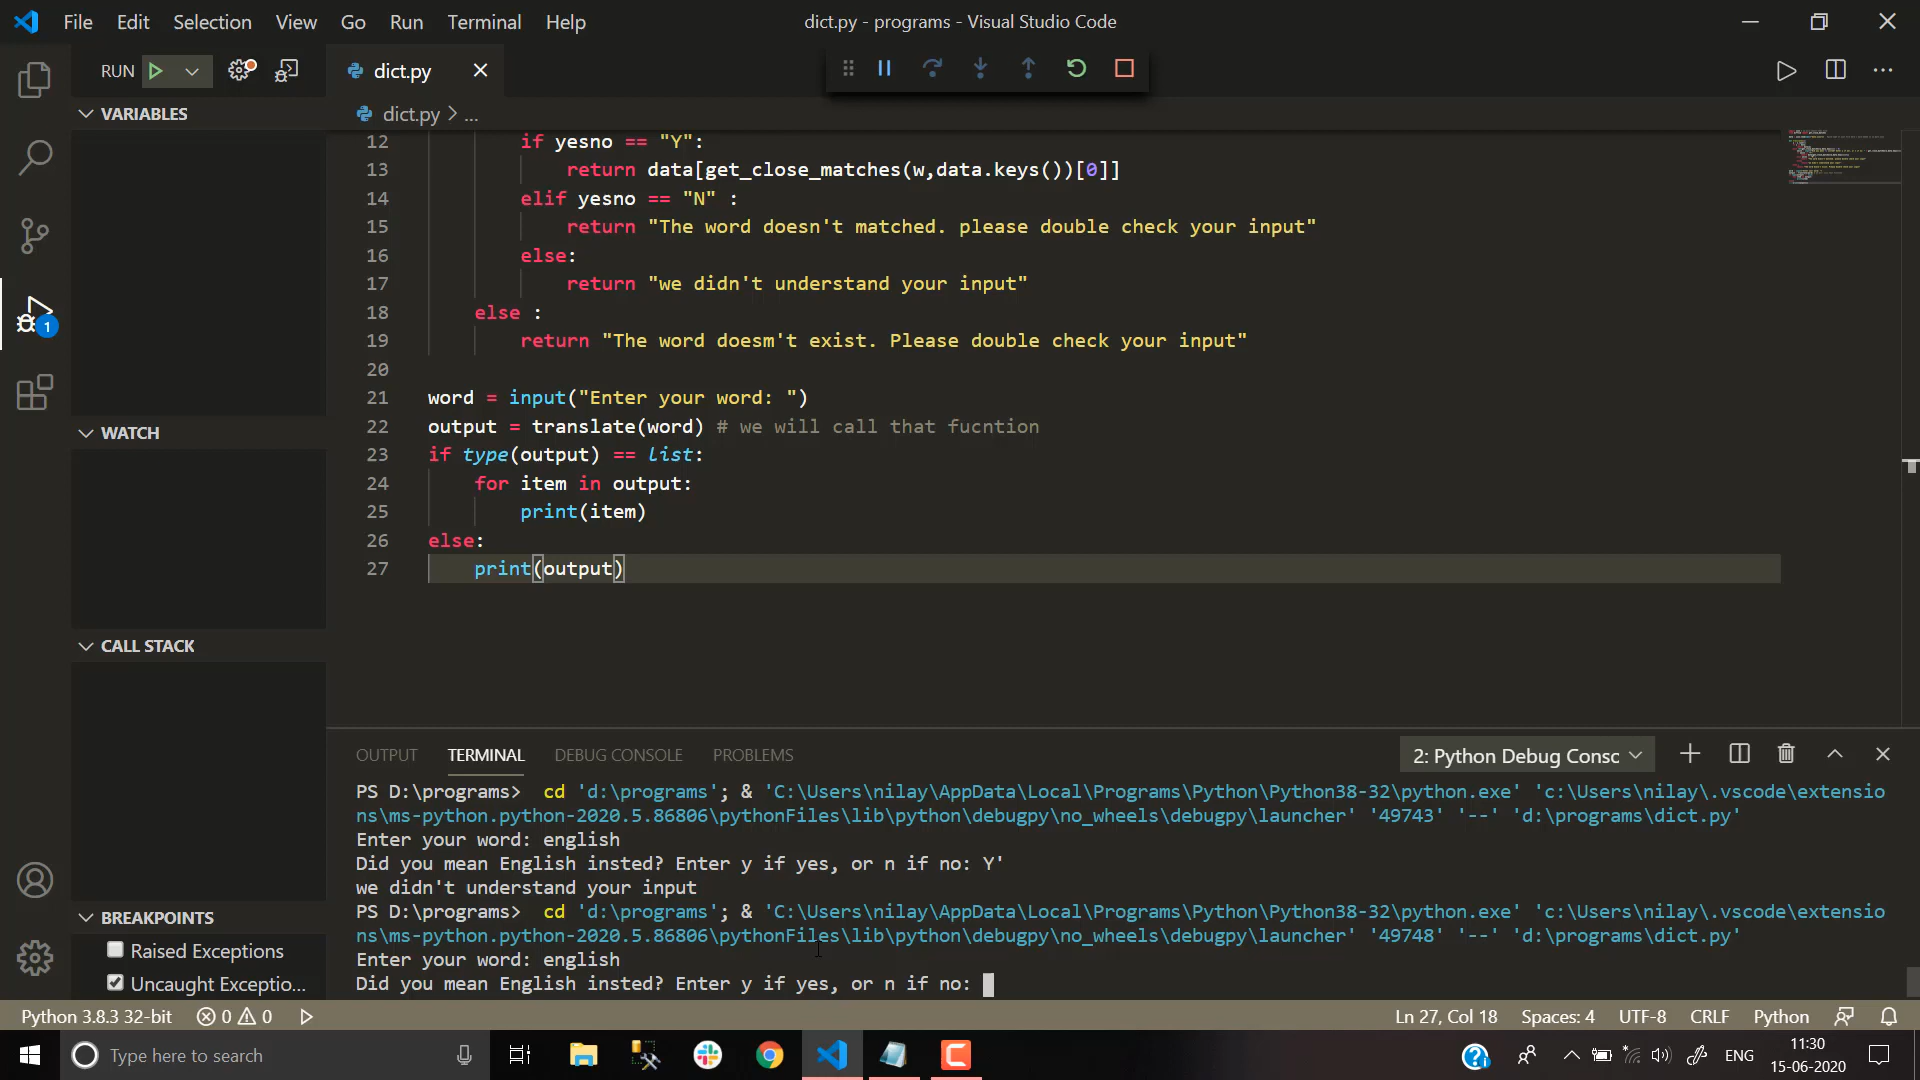 File Edit Selection View Go Run Terminal Help
dict.py - programs - Visual Studio Code
RUN
dict.py
VARIABLES
dict.py > ...
12 if yesno == "Y":
13 return data[get_close_matches(w,data.keys())[0]]
14 elif yesno == "N" :
15 return "The word doesn't matched. please double check your input"
16 else:
17 return "we didn't understand your input"
18 else :
19 return "The word doesm't exist. Please double check your input"
20
21 word = input("Enter your word: ")
22 output = translate(word) # we will call that fucntion
23 if type(output) == list:
24 for item in output:
25 print(item)
26 else:
27 print(output)
WATCH
CALL STACK
BREAKPOINTS
Raised Exceptions
Uncaught Exceptio...
1
OUTPUT TERMINAL DEBUG CONSOLE PROBLEMS
2: Python Debug Consc
PS D:\programs> cd 'd:\programs'; & 'C:\Users\nilay\AppData\Local\Programs\Python\Python38-32\python.exe' 'c:\Users\nilay\.vscode\extensio
ns\ms-python.python-2020.5.86806\pythonFiles\lib\python\debugpy\no_wheels\debugpy\launcher' '49743' '--' 'd:\programs\dict.py'
Enter your word: english
Did you mean English insted? Enter y if yes, or n if no: Y'
we didn't understand your input
PS D:\programs> cd 'd:\programs'; & 'C:\Users\nilay\AppData\Local\Programs\Python\Python38-32\python.exe' 'c:\Users\nilay\.vscode\extensio
ns\ms-python.python-2020.5.86806\pythonFiles\lib\python\debugpy\no_wheels\debugpy\launcher' '49748' '--' 'd:\programs\dict.py'
Enter your word: english
Did you mean English insted? Enter y if yes, or n if no:
Python 3.8.3 32-bit 0 0
Ln 27, Col 18 Spaces: 4 UTF-8 CRLF Python
Type here to search
ENG
11:30
15-06-2020